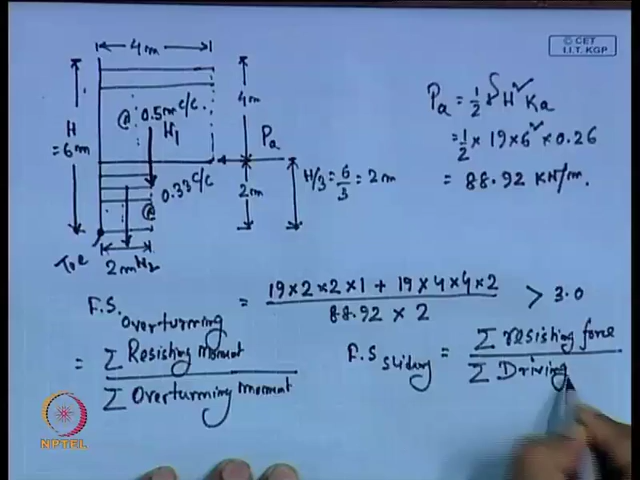 © CET
I.I.T. KGP
4m
H
=6m
@ 0.5m c/c.
H1
4m
Pa
@ 0.33 c/c
2m
H/3 = 6/3 = 2m
Toe
2m
H2
Pa = 1/2 γ H² Ka
= 1/2 × 19 × 6² × 0.26
= 88.92 KN/m.
F.S. overturning = (19×2×2×1 + 19×4×4×2) / (88.92 × 2) > 3.0
= Σ Resisting moment / Σ Overturning moment
F.S sliding = Σ resisting force / Σ Driving
NPTEL